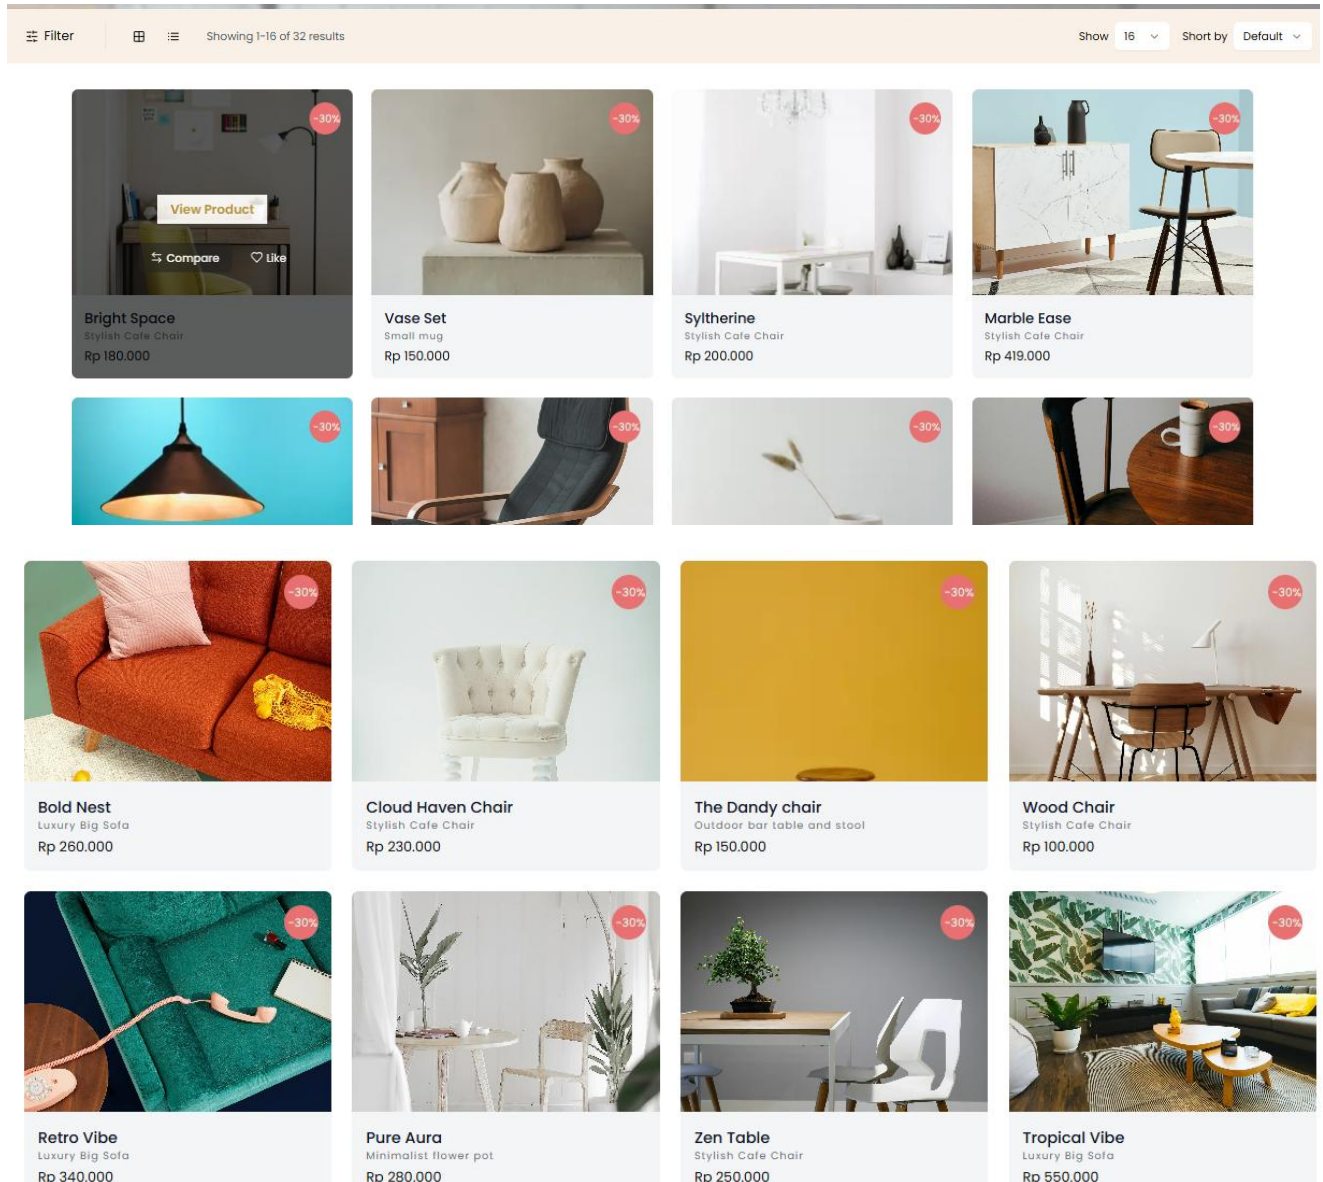 Filter
Showing 1-16 of 32 results
Show 16
Short by Default
-30%
-30%
-30%
-30%
View Product
Compare Like
Bright Space
Stylish Cafe Chair
Rp 180.000
Vase Set
Small mug
Rp 150.000
Syltherine
Stylish Cafe Chair
Rp 200.000
Marble Ease
Stylish Cafe Chair
Rp 419.000
-30%
-30%
-30%
-30%
-30%
-30%
-30%
-30%
Bold Nest
Luxury Big Sofa
Rp 260.000
Cloud Haven Chair
Stylish Cafe Chair
Rp 230.000
The Dandy chair
Outdoor bar table and stool
Rp 150.000
Wood Chair
Stylish Cafe Chair
Rp 100.000
-30%
-30%
-30%
-30%
Retro Vibe
Luxury Big Sofa
Rp 340.000
Pure Aura
Minimalist flower pot
Rp 280.000
Zen Table
Stylish Cafe Chair
Rp 250.000
Tropical Vibe
Luxury Big Sofa
Rp 550.000